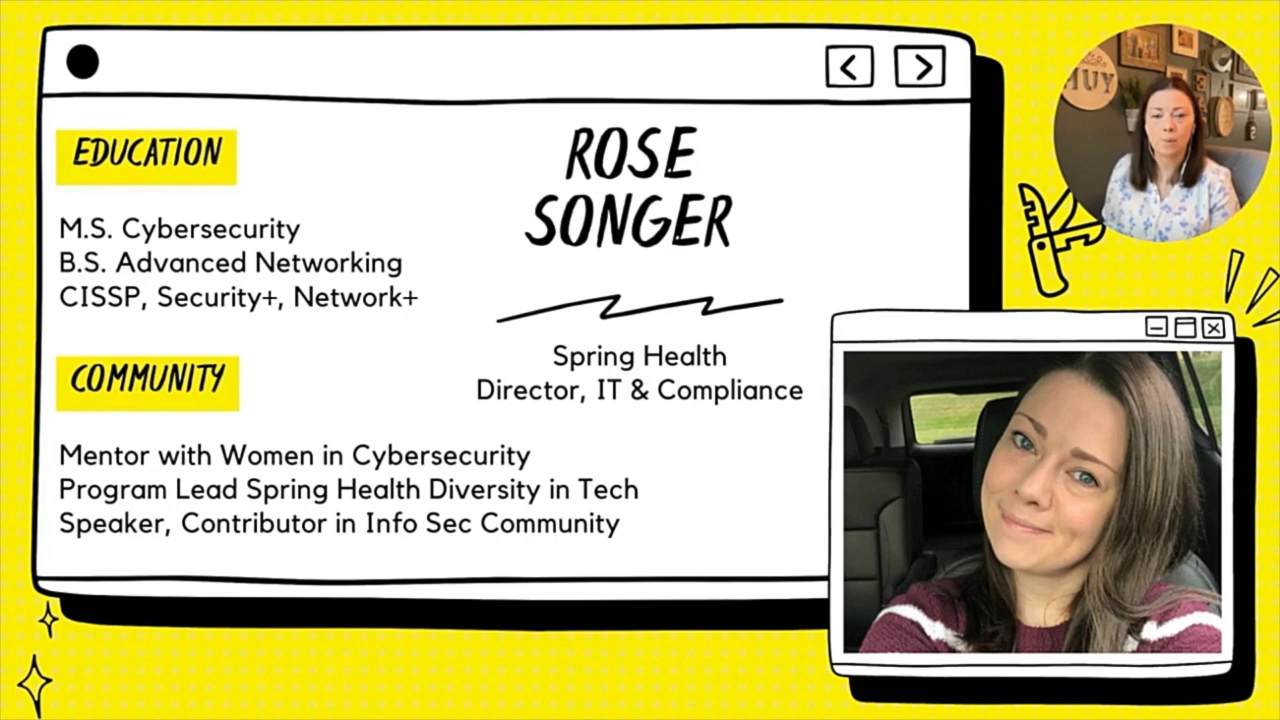 EDUCATION
M.S. Cybersecurity
B.S. Advanced Networking
CISSP, Security+, Network+
COMMUNITY
Mentor with Women in Cybersecurity
Program Lead Spring Health Diversity in Tech
Speaker, Contributor in Info Sec Community
ROSE
SONGER
Spring Health
Director, IT & Compliance
MUY